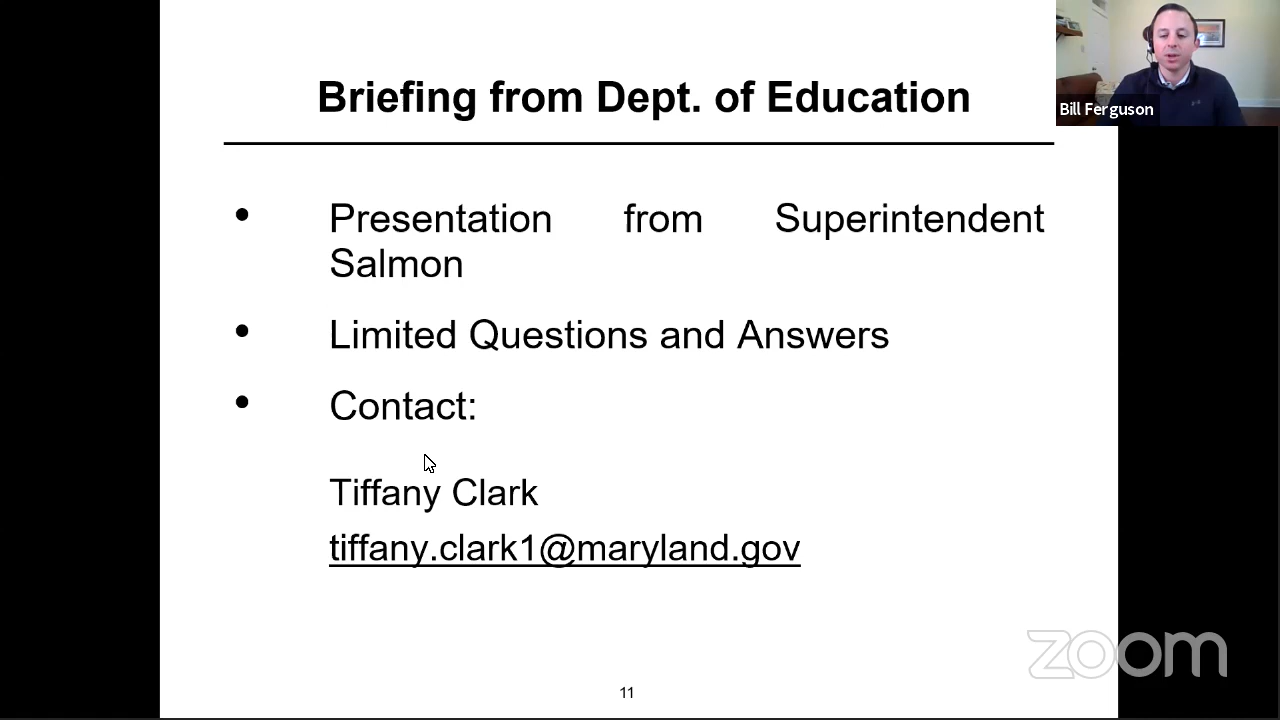 Briefing from Dept. of Education
Bill Ferguson
• Presentation from Superintendent
Salmon
• Limited Questions and Answers
• Contact:
Tiffany Clark
tiffany.clark1@maryland.gov
zoom
11